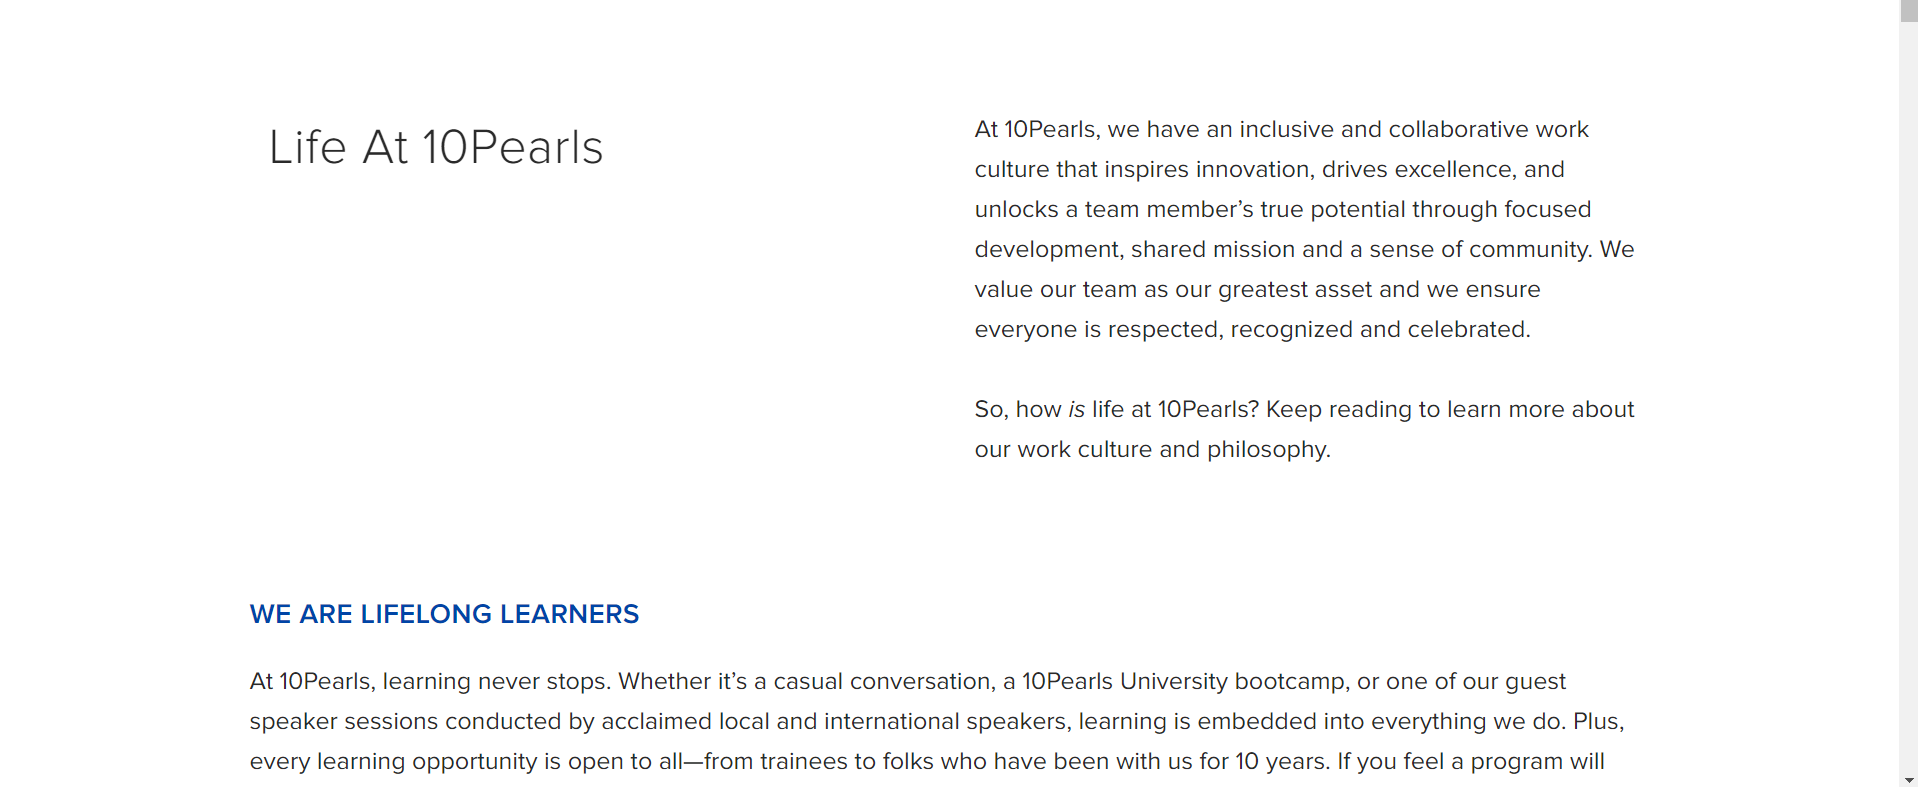 Life At 10Pearls
At 10Pearls, we have an inclusive and collaborative work
culture that inspires innovation, drives excellence, and
unlocks a team member’s true potential through focused
development, shared mission and a sense of community. We
value our team as our greatest asset and we ensure
everyone is respected, recognized and celebrated.
So, how is life at 10Pearls? Keep reading to learn more about
our work culture and philosophy.
WE ARE LIFELONG LEARNERS
At 10Pearls, learning never stops. Whether it’s a casual conversation, a 10Pearls University bootcamp, or one of our guest
speaker sessions conducted by acclaimed local and international speakers, learning is embedded into everything we do. Plus,
every learning opportunity is open to all—from trainees to folks who have been with us for 10 years. If you feel a program will